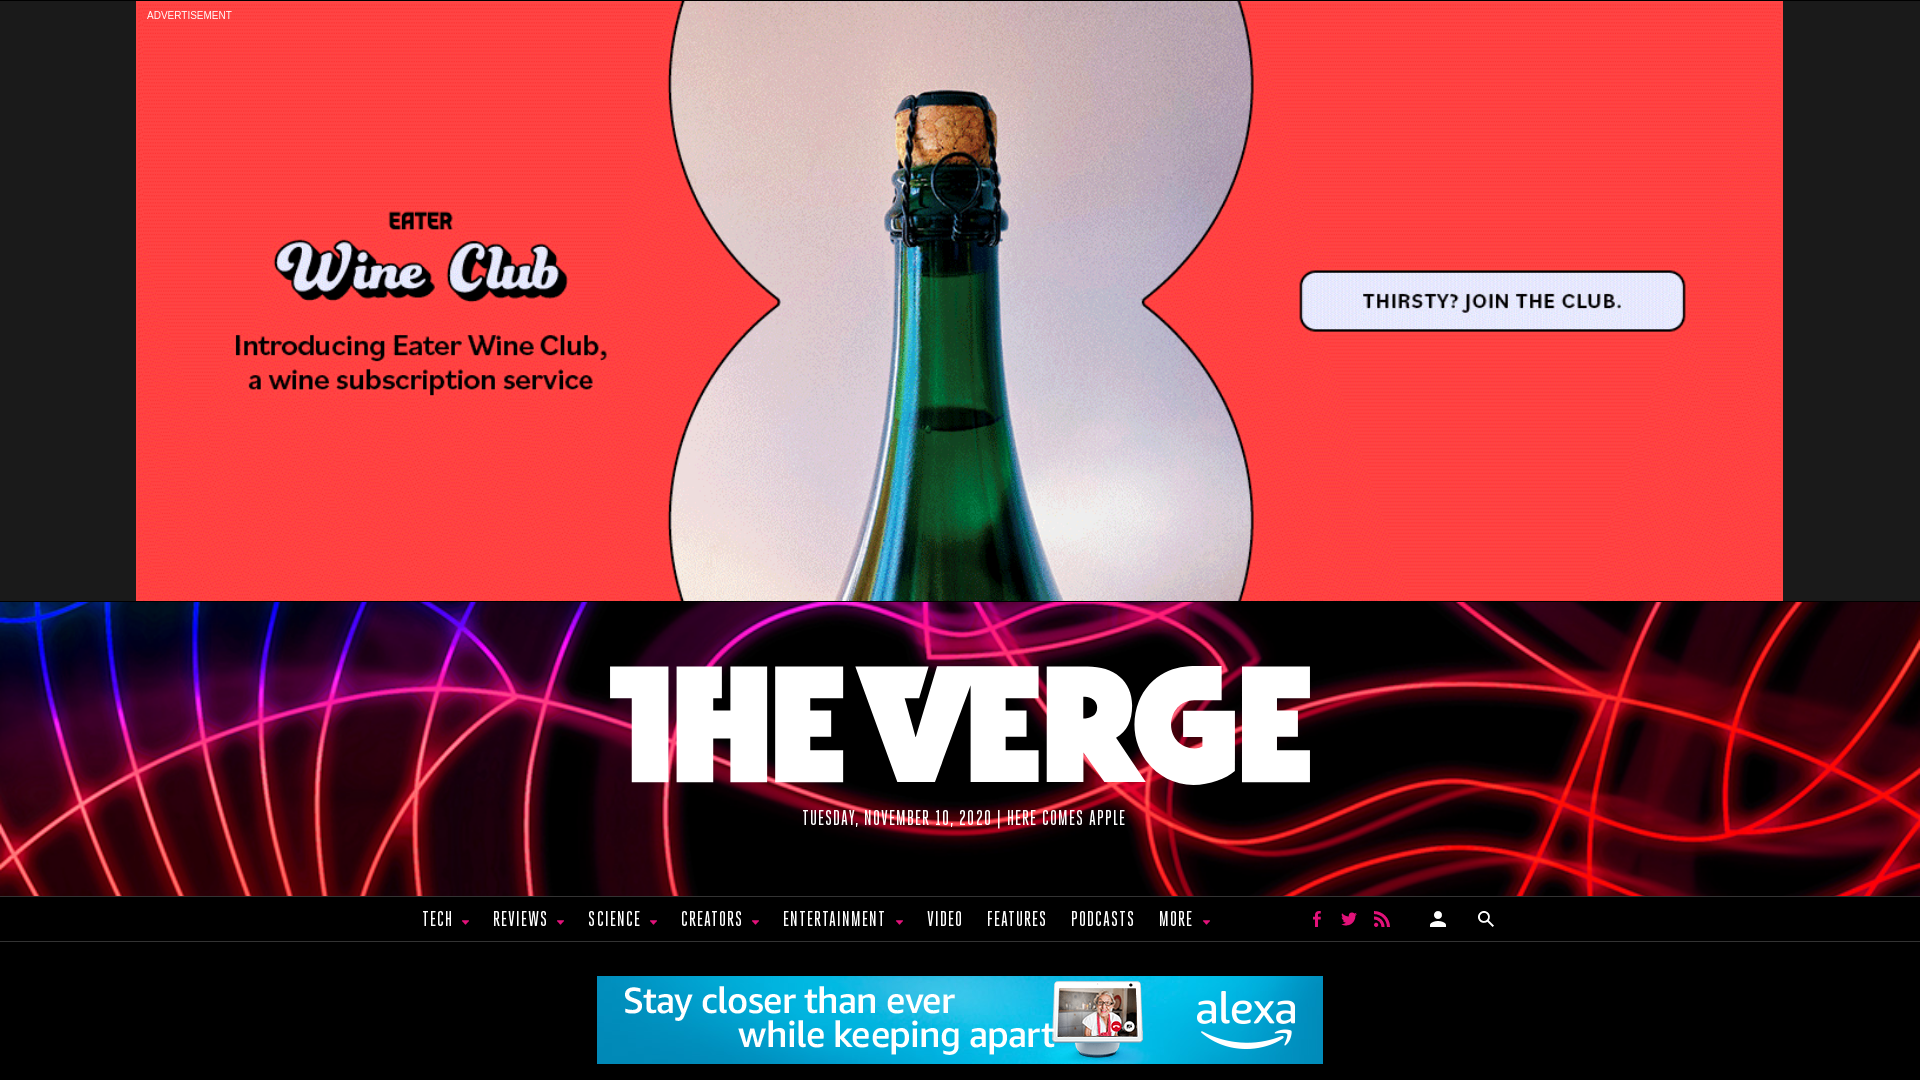 ADVERTISEMENT
EATER
Wine Club
Introducing Eater Wine Club,
a wine subscription service
THIRSTY? JOIN THE CLUB.
THE VERGE
TUESDAY, NOVEMBER 10, 2020 | HERE COMES APPLE
TECH REVIEWS SCIENCE CREATORS ENTERTAINMENT VIDEO FEATURES PODCASTS MORE
Stay closer than ever
while keeping apart
alexa